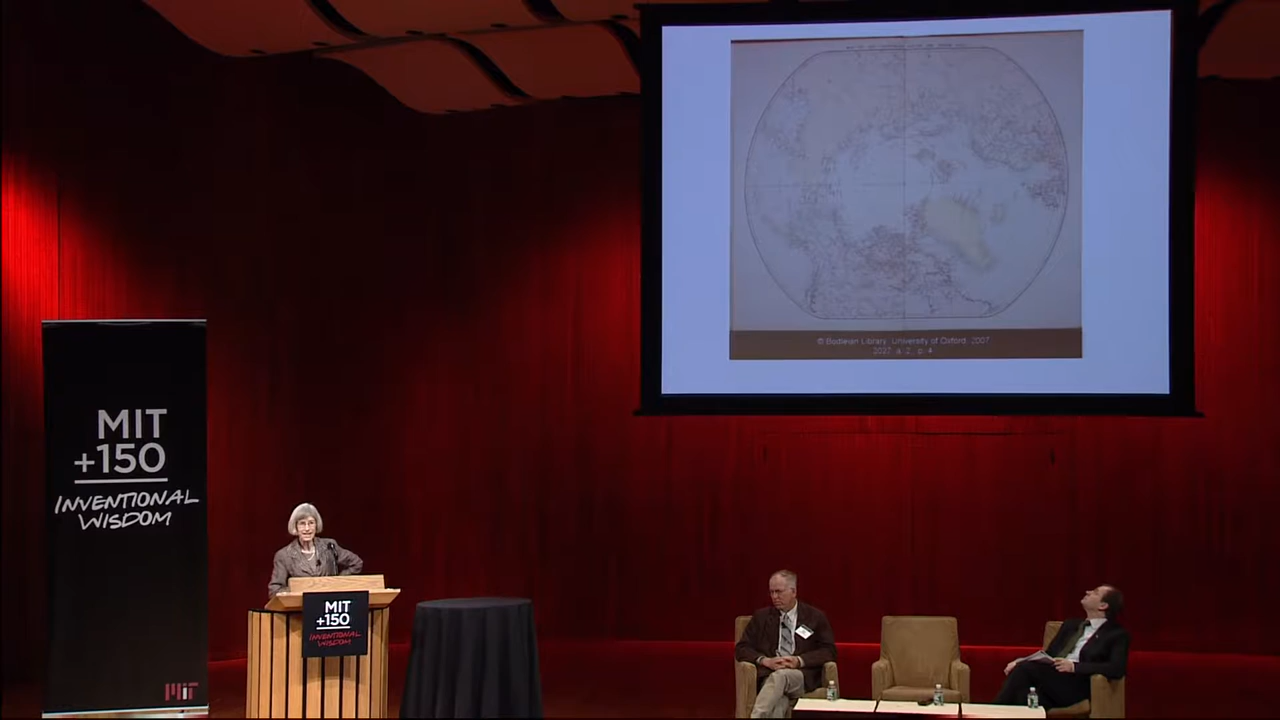 MIT
+150
INVENTIONAL
WISDOM
MIT
MIT
+150
INVENTIONAL
WISDOM
© Bodleian Library, University of Oxford, 2007